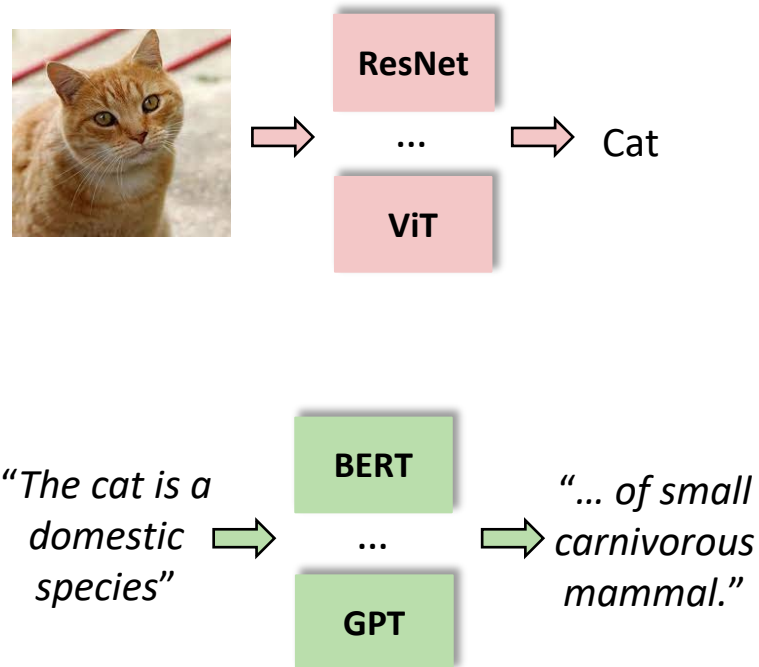 ResNet
...
Cat
ViT
BERT
“The cat is a
domestic
species”
...
“... of small
carnivorous
mammal.”
GPT